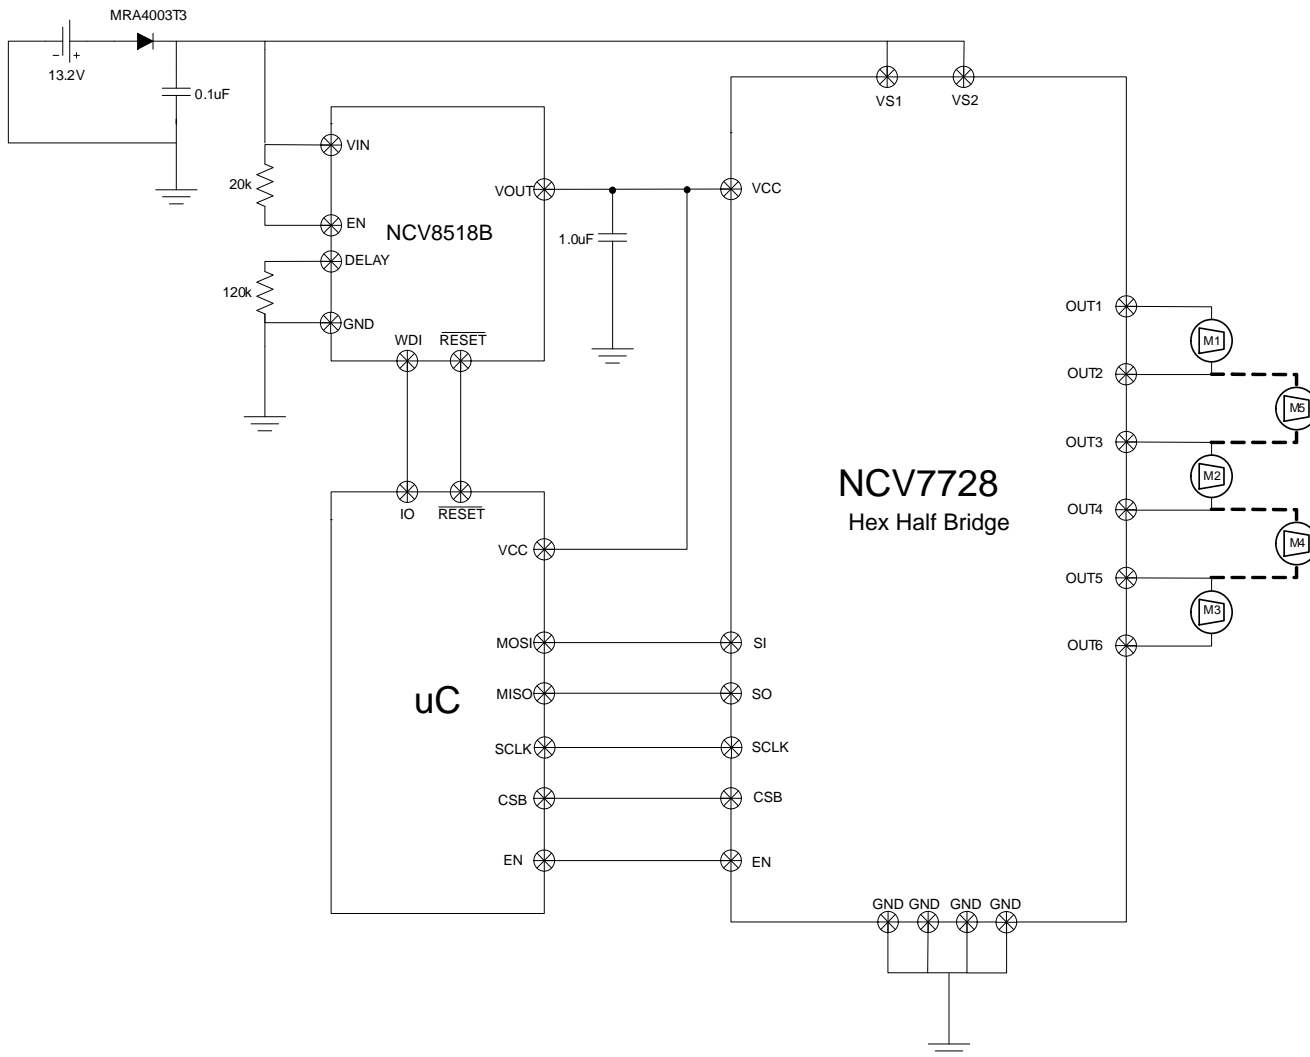 MRA4003T3
- +
13.2V
0.1uF
VS1
VS2
VIN
20k
EN
VOUT
VCC
NCV8518B
1.0uF
DELAY
120k
GND
WDI
RESET
OUT1
M1
OUT2
M5
OUT3
M2
NCV7728
Hex Half Bridge
IO
RESET
OUT4
VCC
M4
OUT5
M3
OUT6
MOSI
SI
uC
MISO
SO
SCLK
SCLK
CSB
CSB
EN
EN
GND GND GND GND